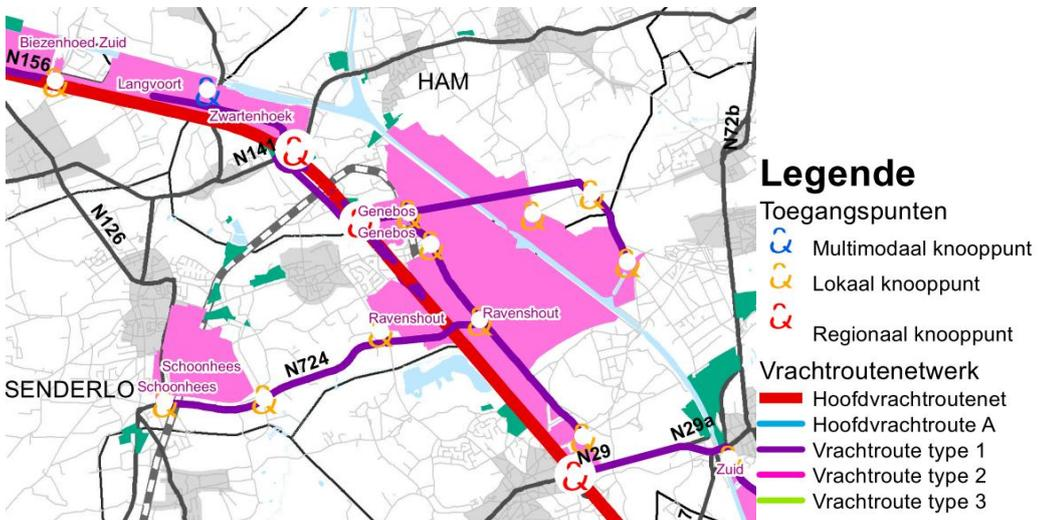 Biezenhoed-Zuid
N156
Langvoort
Zwartenhoek
N141
HAM
N72b
N126
Genebos
Genebos
Ravenshout
Ravenshout
Schoonhees
Schoonhees
SENDERLO
N724
N29
N29a
Zuid
Legende
Toegangspunten
Multimodaal knooppunt
Lokaal knooppunt
Regionaal knooppunt
Vrachtroutenetwerk
Hoofdvrachtroutenet
Hoofdvrachtroute A
Vrachtroute type 1
Vrachtroute type 2
Vrachtroute type 3